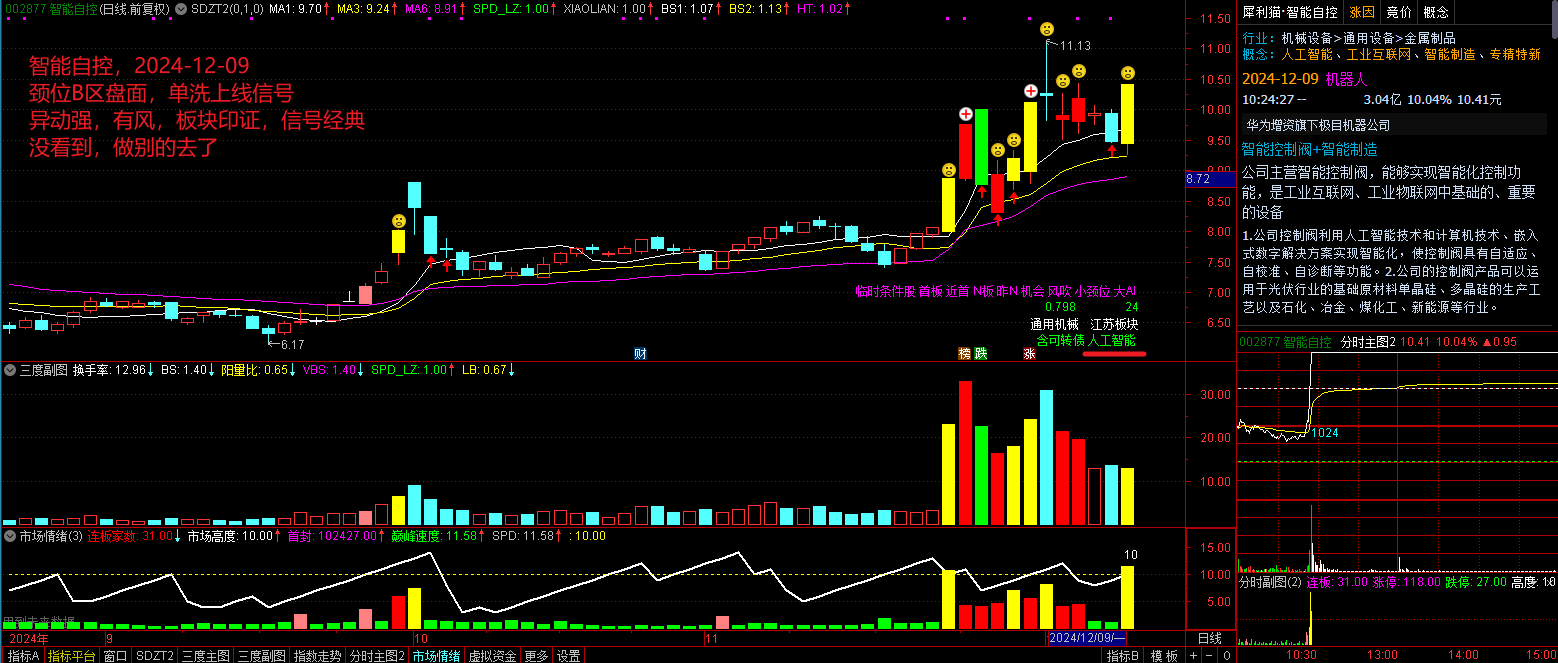 002877 智能自控(日线.前复权) SDZT2(0,1,0) MA1: 9.70↑ MA3: 9.24↑ MA6: 8.91↑ SPD_LZ: 1.00↑ XIAOLIAN: 1.00↑ BS1: 1.07↑ BS2: 1.13↑ HT: 1.02↑
智能自控，2024-12-09
颈位B区盘面，单洗上线信号
异动强，有风，板块印证，信号经典
没看到，做别的去了
11.13
6.17
临时条件股 首板 近首 N板 昨N 机会 风吹 小颈位 大AI
0.798 24
通用机械 江苏板块
含可转债 人工智能
财 榜 跌 涨
11.50
11.00
10.50
10.00
9.50
9.00
8.72
8.50
8.00
7.50
7.00
6.50
三度副图 换手率: 12.96↓ BS: 1.40↓ 阳量比: 0.65↓ VBS: 1.40↓ SPD_LZ: 1.00↑ LB: 0.67↓
30.00
20.00
10.00
市场情绪(3) 连板家数: 31.00↓ 市场高度: 10.00↑ 首封: 102427.00↑ 巅峰速度: 11.58↑ SPD: 11.58↑ : 10.00
10
15.00
10.00
5.00
用到未来数据
2024年 9 10 11 2024/12/09/一 日线
指标A 指标平台 窗口 SDZT2 三度主图 三度副图 指数走势 分时主图2 市场情绪 虚拟资金 更多 设置 指标B 模板 + - 0
犀利猫·智能自控 涨因 竞价 概念
行业: 机械设备>通用设备>金属制品
概念: 人工智能、工业互联网、智能制造、专精特新
2024-12-09 机器人
10:24:27 -- 3.04亿 10.04% 10.41元
华为增资旗下极目机器公司
智能控制阀+智能制造
公司主营智能控制阀，能够实现智能化控制功
能，是工业互联网、工业物联网中基础的、重要
的设备
1.公司控制阀利用人工智能技术和计算机技术、嵌入
式数字解决方案实现智能化，使控制阀具有自适应、
自校准、自诊断等功能。2.公司的控制阀产品可以运
用于光伏行业的基础原材料单晶硅、多晶硅的生产工
艺以及石化、冶金、煤化工、新能源等行业。
002877 智能自控 分时主图2 10.41 10.04% ▲0.95
1024
分时副图(2) 连板: 31.00 涨停: 118.00 跌停: 27.00 高度: 10
10:30 13:00 14:00 15:00